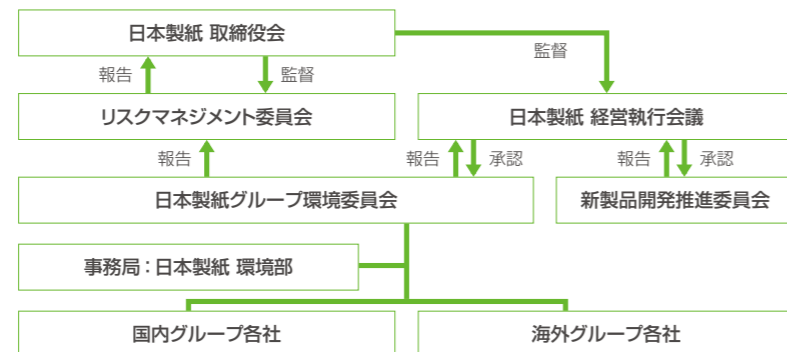 日本製紙 取締役会
監督
報告
監督
リスクマネジメント委員会
日本製紙 経営執行会議
報告
報告
承認
報告
承認
日本製紙グループ環境委員会
新製品開発推進委員会
事務局:日本製紙 環境部
国内グループ各社
海外グループ各社